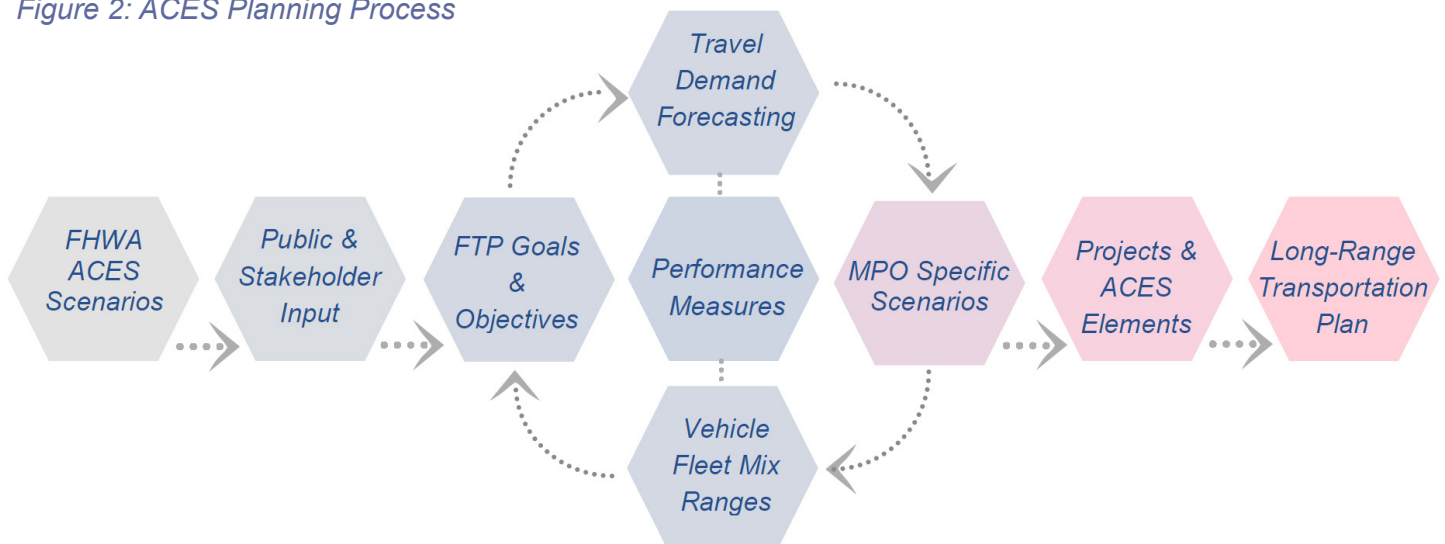 Figure 2: ACES Planning Process
Travel
Demand
Forecasting
FHWA
ACES
Scenarios
Public &
Stakeholder
Input
FTP Goals
&
Objectives
Performance
Measures
MPO Specific
Scenarios
Projects &
ACES
Elements
Long-Range
Transportation
Plan
Vehicle
Fleet Mix
Ranges